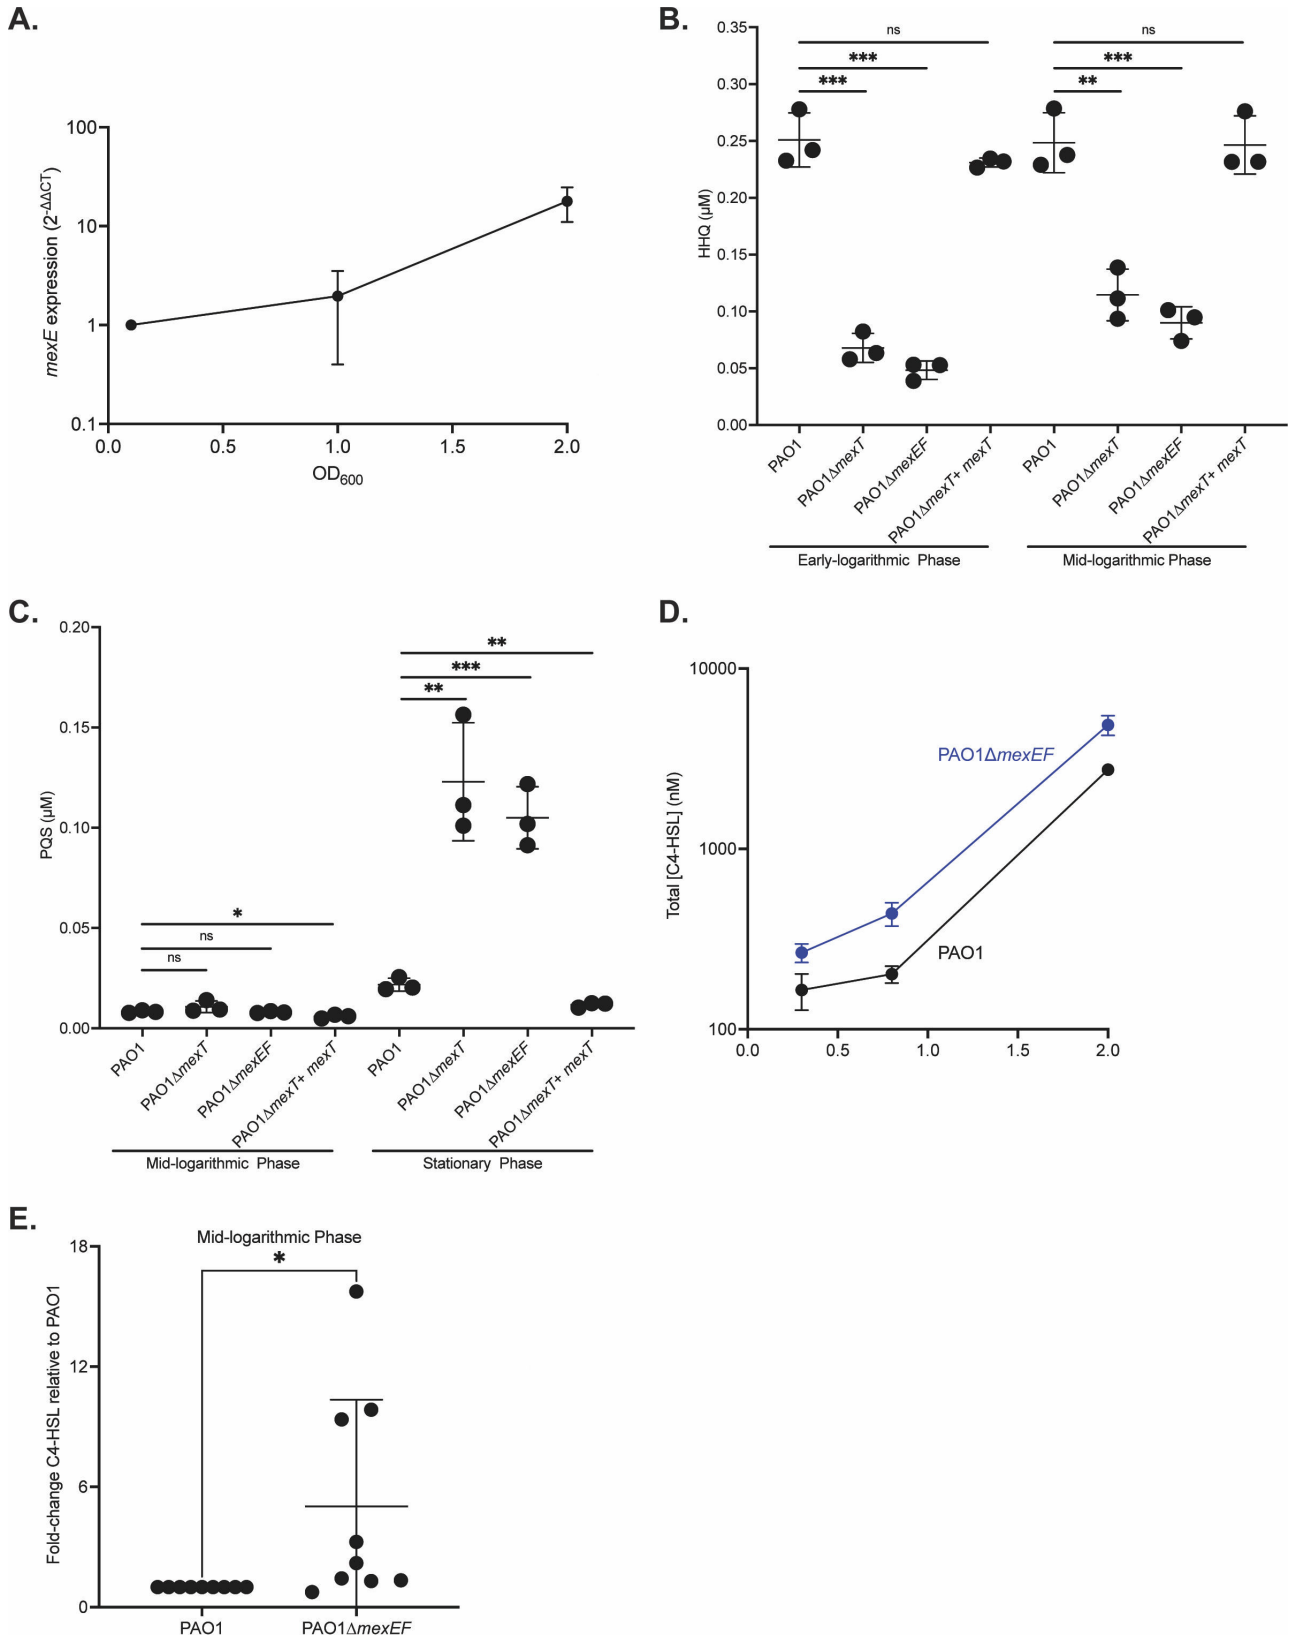 A.
mexE expression (2-ΔΔCT)
100
10
1
0.1
0.0 0.5 1.0 1.5 2.0
OD600
B.
HHQ (µM)
0.35
0.30
0.25
0.20
0.15
0.10
0.05
0.00
ns
***
***
ns
***
**
PAO1
PAO1ΔmexT
PAO1ΔmexEF
PAO1ΔmexT+ mexT
PAO1
PAO1ΔmexT
PAO1ΔmexEF
PAO1ΔmexT+ mexT
Early-logarithmic Phase
Mid-logarithmic Phase
C.
PQS (µM)
0.20
0.15
0.10
0.05
0.00
*
ns
ns
**
***
**
PAO1
PAO1ΔmexT
PAO1ΔmexEF
PAO1ΔmexT+ mexT
PAO1
PAO1ΔmexT
PAO1ΔmexEF
PAO1ΔmexT+ mexT
Mid-logarithmic Phase
Stationary Phase
D.
Total [C4-HSL] (nM)
10000
1000
100
PAO1ΔmexEF
PAO1
0.0 0.5 1.0 1.5 2.0
E.
Mid-logarithmic Phase
*
Fold-change C4-HSL relative to PAO1
18
12
6
0
PAO1 PAO1ΔmexEF